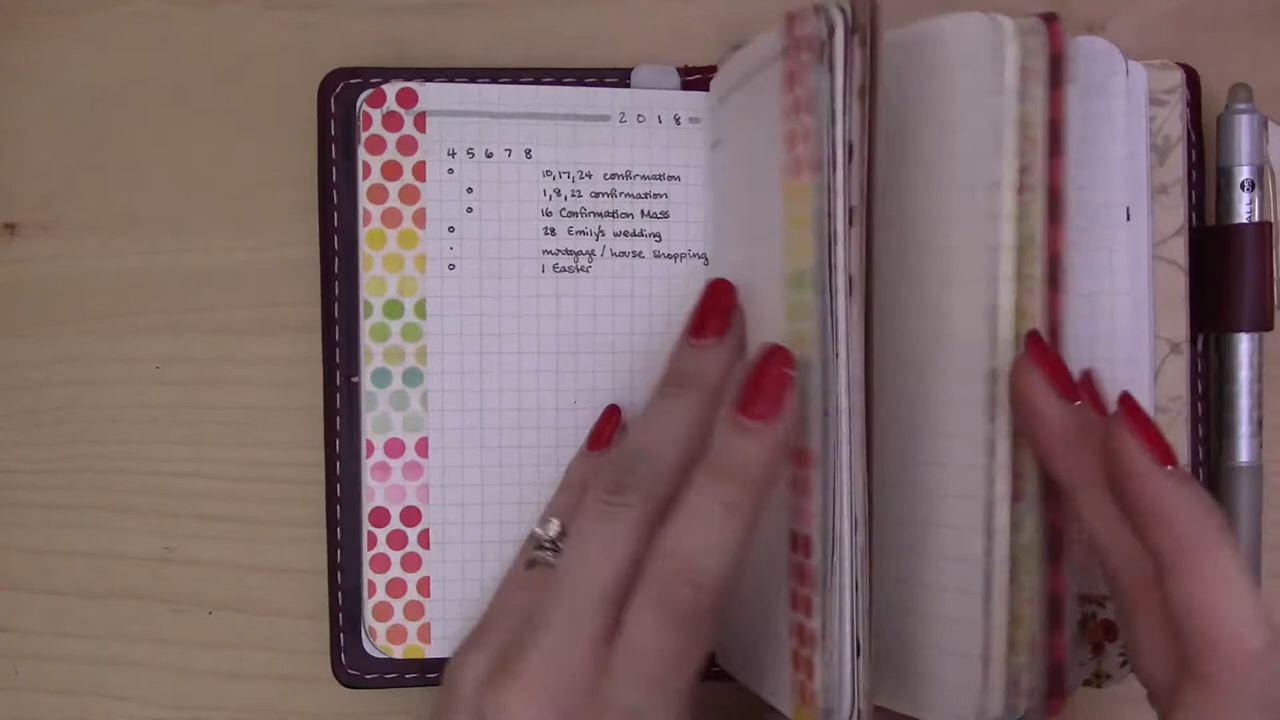 2018
4 5 6 7 8
10, 17, 24 confirmation
1, 8, 22 confirmation
16 Confirmation Mass
28 Emily's wedding
mortgage / house shopping
1 Easter